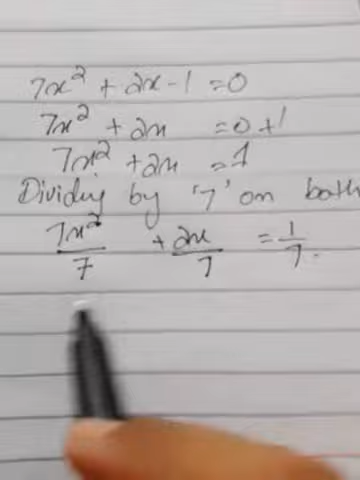 7x² + 2x - 1 = 0
7x² + 2x = 0 + 1
7x² + 2x = 1
Dividing by '7' on both
7x²/7 + 2x/7 = 1/7.